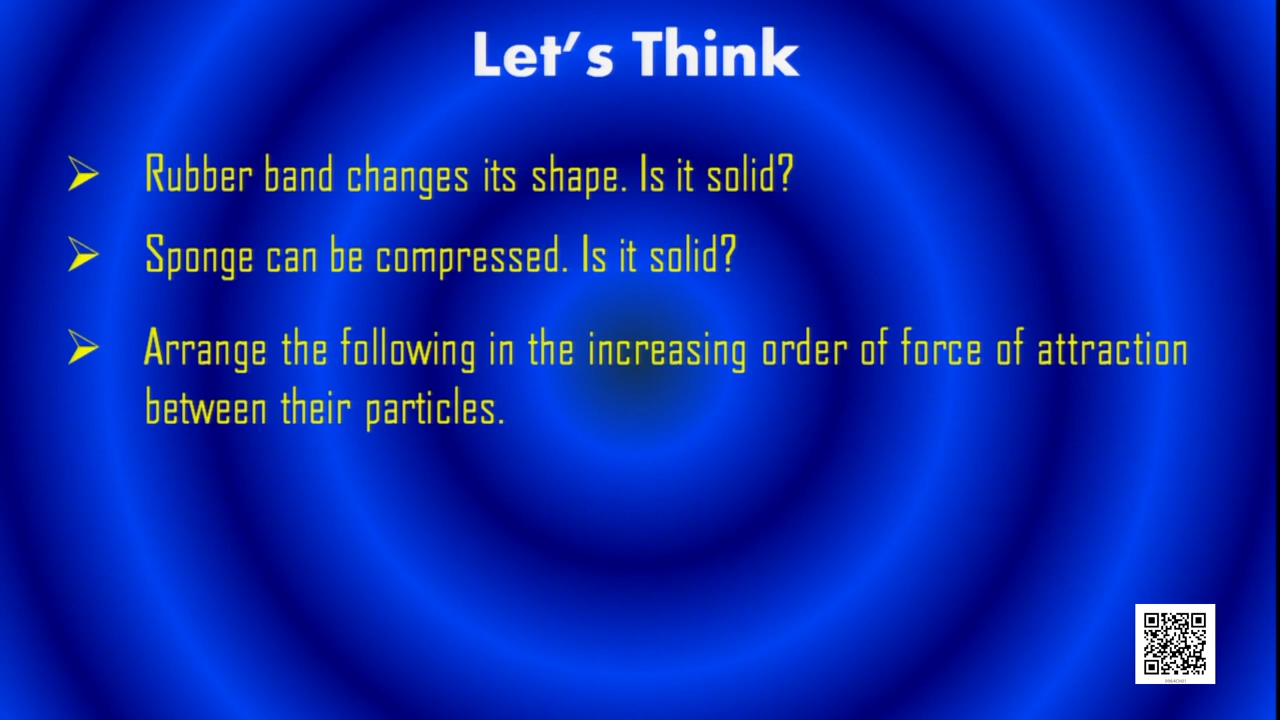 Let's Think
➢ Rubber band changes its shape. Is it solid?
➢ Sponge can be compressed. Is it solid?
➢ Arrange the following in the increasing order of force of attraction
between their particles.